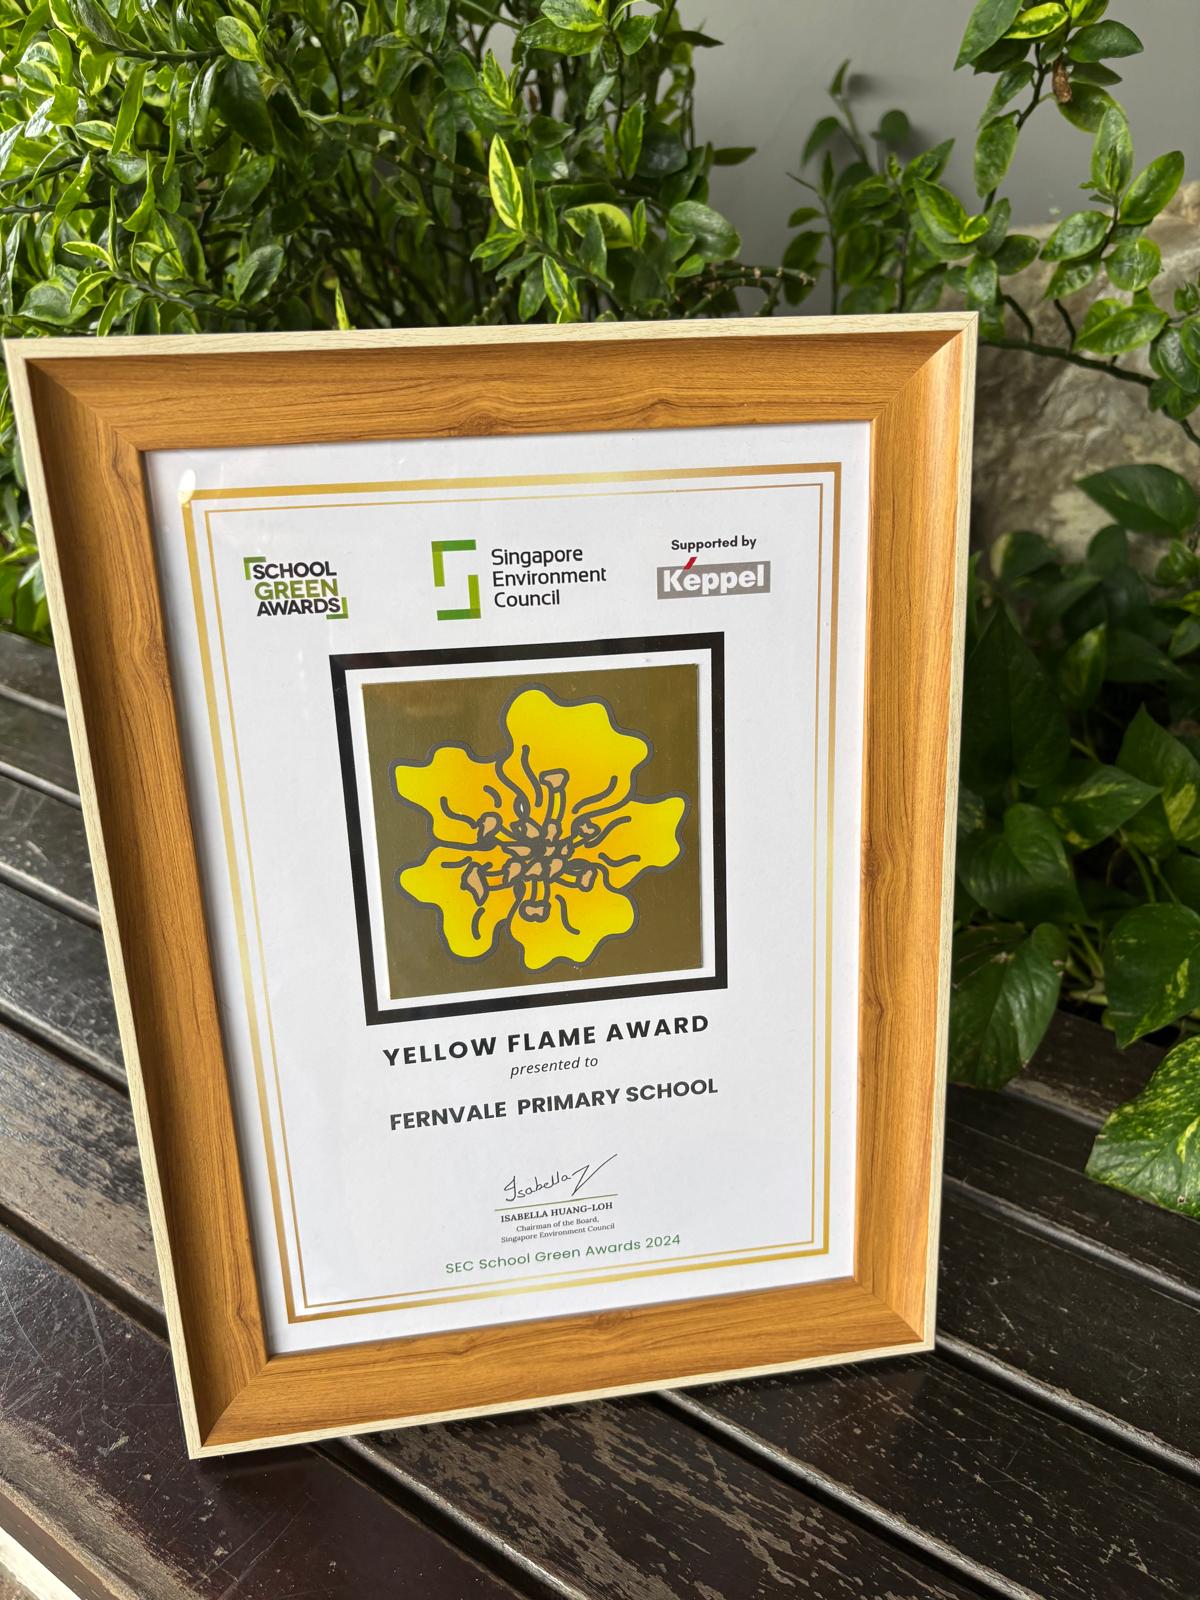 SCHOOL
GREEN
AWARDS
Singapore
Environment
Council
Supported by
Keppel
YELLOW FLAME AWARD
presented to
FERNVALE PRIMARY SCHOOL
Isabella
ISABELLA HUANG-LOH
Chairman of the Board,
Singapore Environment Council
SEC School Green Awards 2024